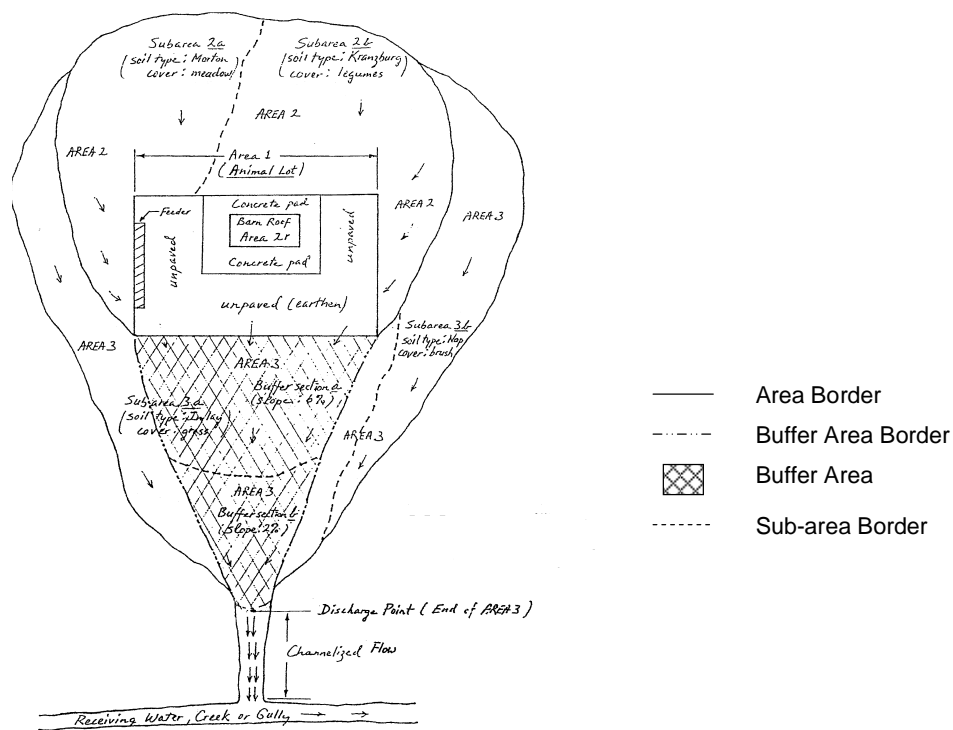 Subarea 2a
(soil type: Morton
cover: meadow)
Subarea 2b
(soil type: Kranzburg
cover: legumes)
AREA 2
AREA 2
Area 1
(Animal Lot)
Feeder
Concrete pad
Barn Roof
Area 2r
Concrete pad
unpaved
unpaved
unpaved (earthen)
AREA 2
AREA 3
AREA 3
Subarea 3b
soil type: Hap
cover: brush
AREA 3
Buffer section a
(slope: 6%)
Subarea 3a
(soil type:
cover: grass)
AREA 3
AREA 3
Buffer section b
(slope: 2%)
Discharge Point (End of AREA 3)
Channelized Flow
Receiving Water, Creek or Gully
Area Border
Buffer Area Border
Buffer Area
Sub-area Border